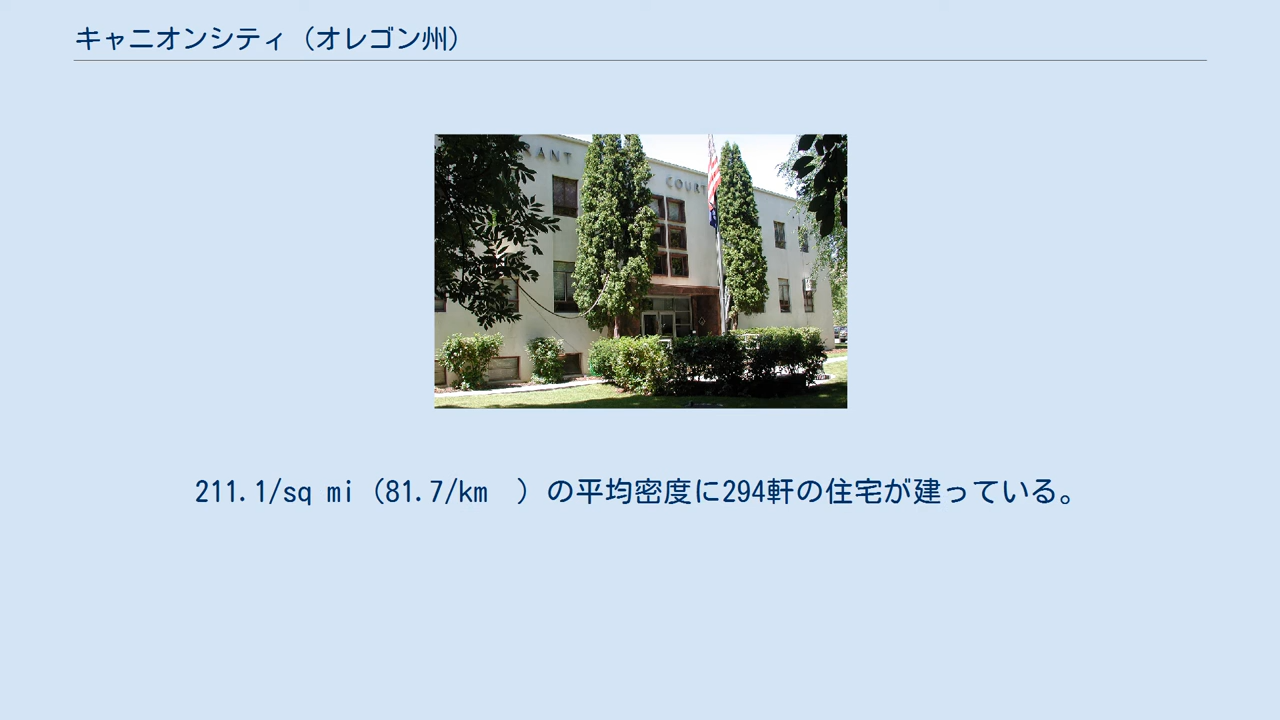 キャニオンシティ（オレゴン州）
RANT
COURT
211.1/sq mi（81.7/km　）の平均密度に294軒の住宅が建っている。